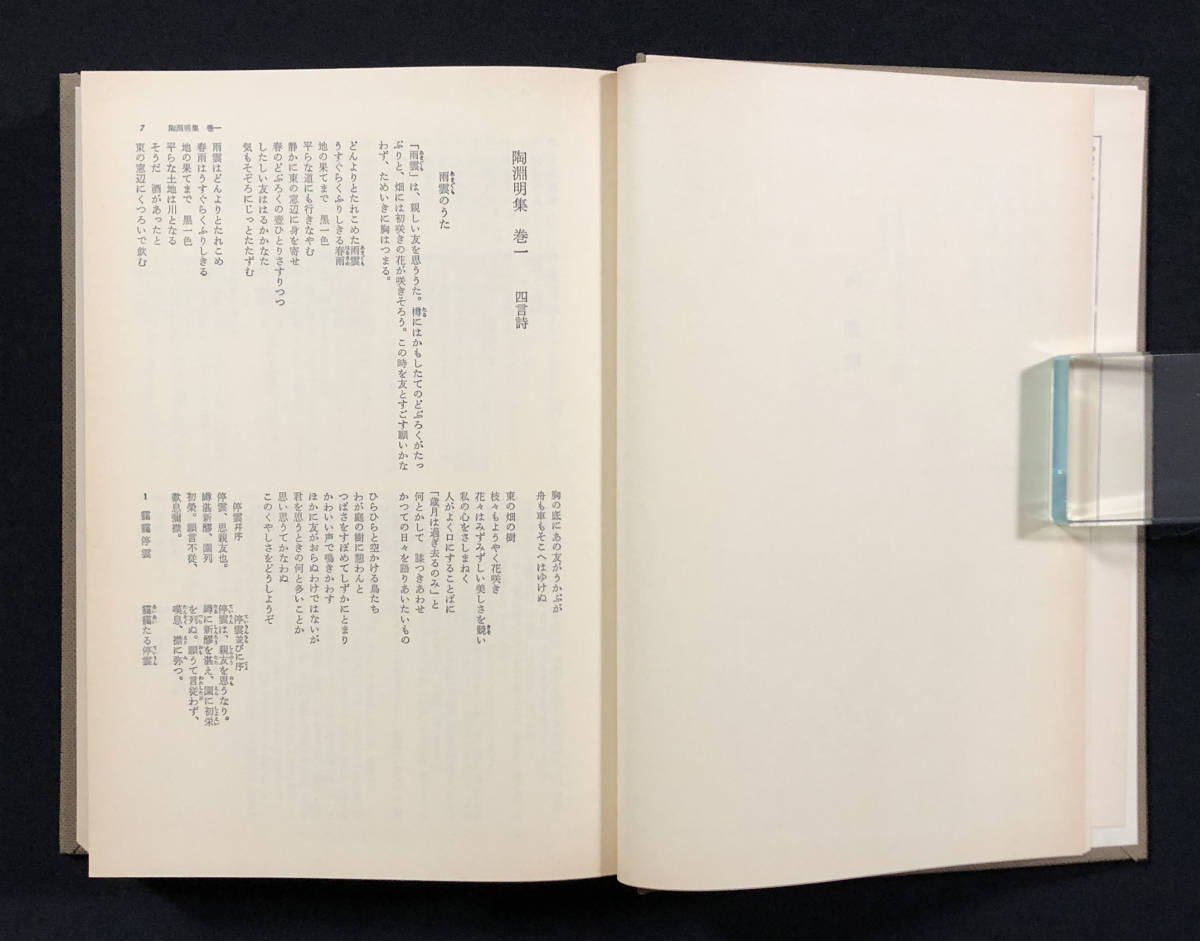 陶淵明集　巻一　　四言詩
雨雲のうた
「雨雲」は、親しい友を思ううた。樽にはかもしたてのどぶろくがたっ
ぷりと、畑には初咲きの花が咲きそろう。この時を友とすごす願いかな
わず、ためいきに胸はつまる。
どんよりとたれこめた雨雲
うすぐらくふりしきる春雨
地の果てまで　黒一色
平らな道にも行きなやむ
静かに東の窓辺に身を寄せ
春のどぶろくの壺ひとりさすりつつ
したしい友ははるかかなた
気もそぞろにじっとたたずむ
雨雲はどんよりとたれこめ
春雨はうすぐらくふりしきる
地の果てまで　黒一色
平らな土地は川となる
そうだ　酒があったと
東の窓辺にくつろいで飲む
胸の底にあの友がうかぶが
舟も車もそこへはゆけぬ
東の畑の樹
枝々もようやく花咲き
花々はみずみずしい美しさを競い
私の心をさしまねく
人がよく口にすることばに
「歳月は過ぎ去るのみ」と
何とかして　膝つきあわせ
かつての日々を語りあいたいもの
ひらひらと空かける鳥たち
わが庭の樹に憩わんと
つばさをすぼめてしずかにとまり
かわいい声で鳴きかわす
ほかに友がおらぬわけではないが
君を思うときの何と多いことか
思い思うてかなわぬ
このくやしさをどうしようぞ
停雲幷序
停雲、思親友也。
罇湛新醪、園列
初榮。願言不従、
歎息彌襟。
1　靄靄停雲
停雲並びに序
停雲は、親友を思うなり。
罇に新醪を湛え、園に初栄
を列ぬ。願うて言従わず、
嘆息、襟に弥つ。
靄靄たる停雲
7　陶淵明集　巻一